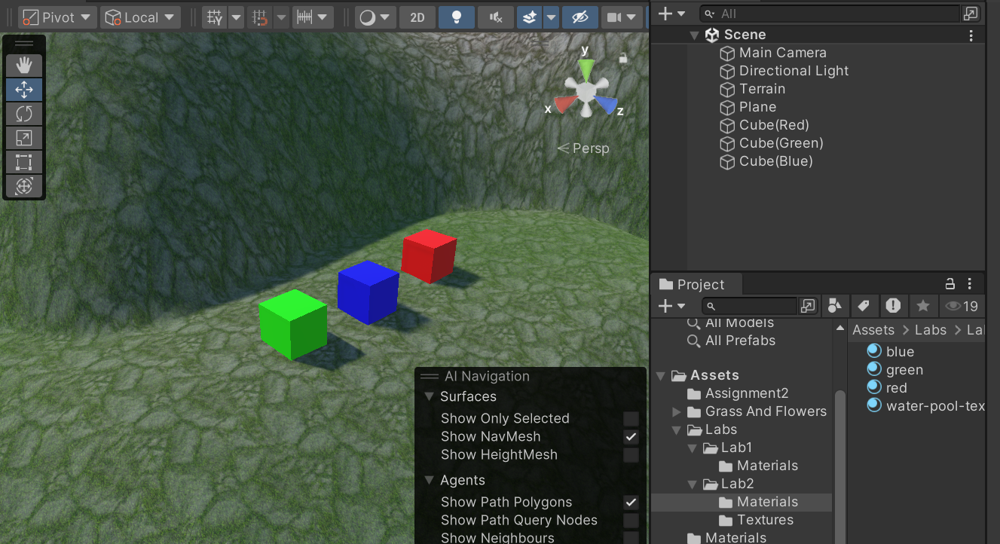 Pivot
Local
2D
y
x
z
Persp
AI Navigation
Surfaces
Show Only Selected
Show NavMesh
Show HeightMesh
Agents
Show Path Polygons
Show Path Query Nodes
Show Neighbours
All
Scene
Main Camera
Directional Light
Terrain
Plane
Cube(Red)
Cube(Green)
Cube(Blue)
Project
19
All Models
All Prefabs
Assets
Assignment2
Grass And Flowers
Labs
Lab1
Materials
Lab2
Materials
Textures
Materials
Assets > Labs > La
blue
green
red
water-pool-tex